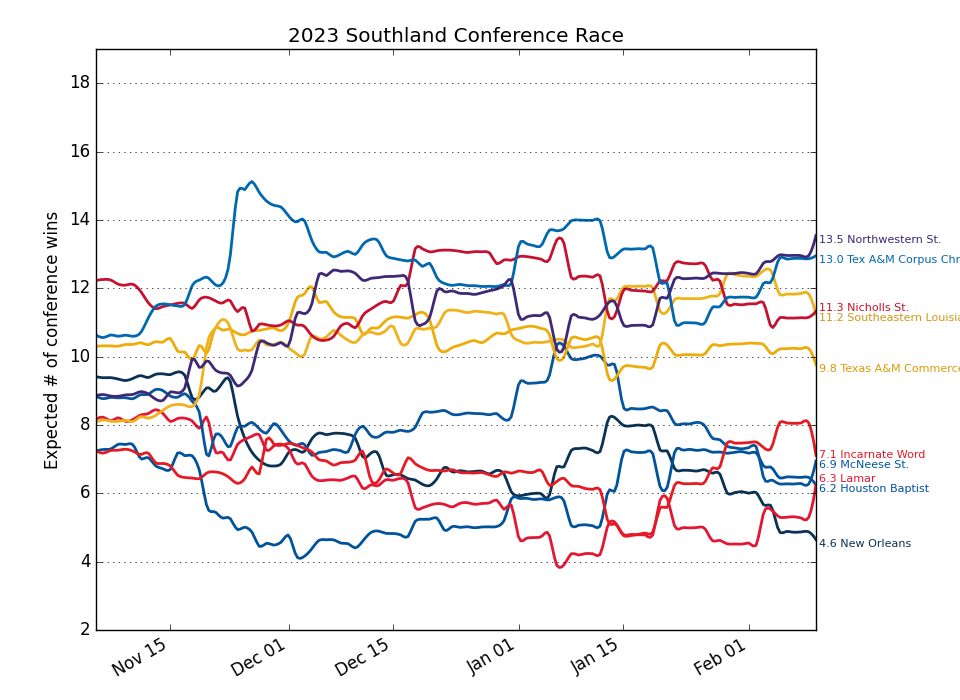 2023 Southland Conference Race
Expected # of conference wins
18
16
14
12
10
8
6
4
2
Nov 15
Dec 01
Dec 15
Jan 01
Jan 15
Feb 01
13.5 Northwestern St.
13.0 Tex A&M Corpus Chr
11.3 Nicholls St.
11.2 Southeastern Louisia
9.8 Texas A&M Commerce
7.1 Incarnate Word
6.9 McNeese St.
6.3 Lamar
6.2 Houston Baptist
4.6 New Orleans